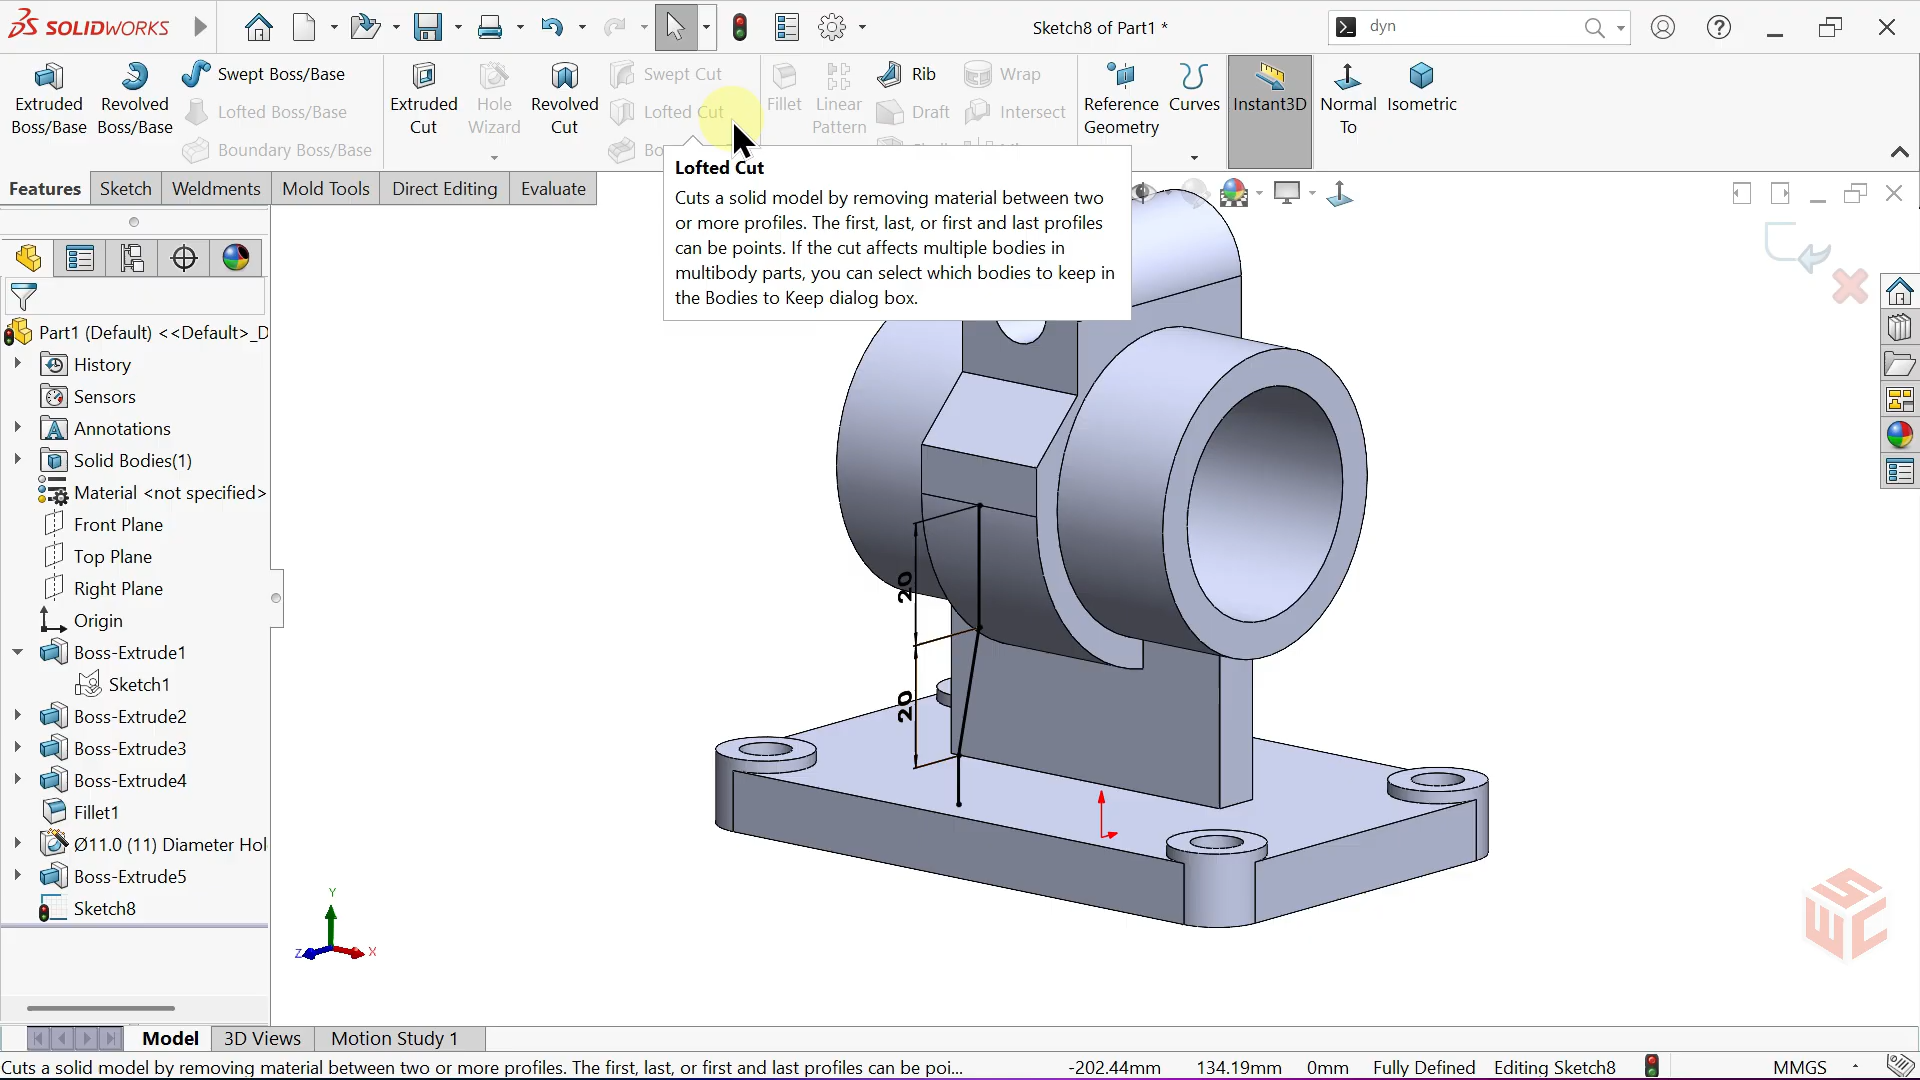 SOLIDWORKS
Sketch8 of Part1 *
dyn
Extruded Boss/Base
Revolved Boss/Base
Swept Boss/Base
Lofted Boss/Base
Boundary Boss/Base
Extruded Cut
Hole Wizard
Revolved Cut
Swept Cut
Lofted Cut
Fillet
Linear Pattern
Rib
Draft
Wrap
Intersect
Reference Geometry
Curves
Instant3D
Normal To
Isometric
Features
Sketch
Weldments
Mold Tools
Direct Editing
Evaluate
Lofted Cut
Cuts a solid model by removing material between two
or more profiles. The first, last, or first and last profiles
can be points. If the cut affects multiple bodies in
multibody parts, you can select which bodies to keep in
the Bodies to Keep dialog box.
Part1 (Default) <<Default>_D
History
Sensors
Annotations
Solid Bodies(1)
Material <not specified>
Front Plane
Top Plane
Right Plane
Origin
Boss-Extrude1
Sketch1
Boss-Extrude2
Boss-Extrude3
Boss-Extrude4
Fillet1
Ø11.0 (11) Diameter Hol
Boss-Extrude5
Sketch8
20
20
Y
Z
X
SWC
Model
3D Views
Motion Study 1
Cuts a solid model by removing material between two or more profiles. The first, last, or first and last profiles can be poi...
-202.44mm
134.19mm
0mm
Fully Defined
Editing Sketch8
MMGS